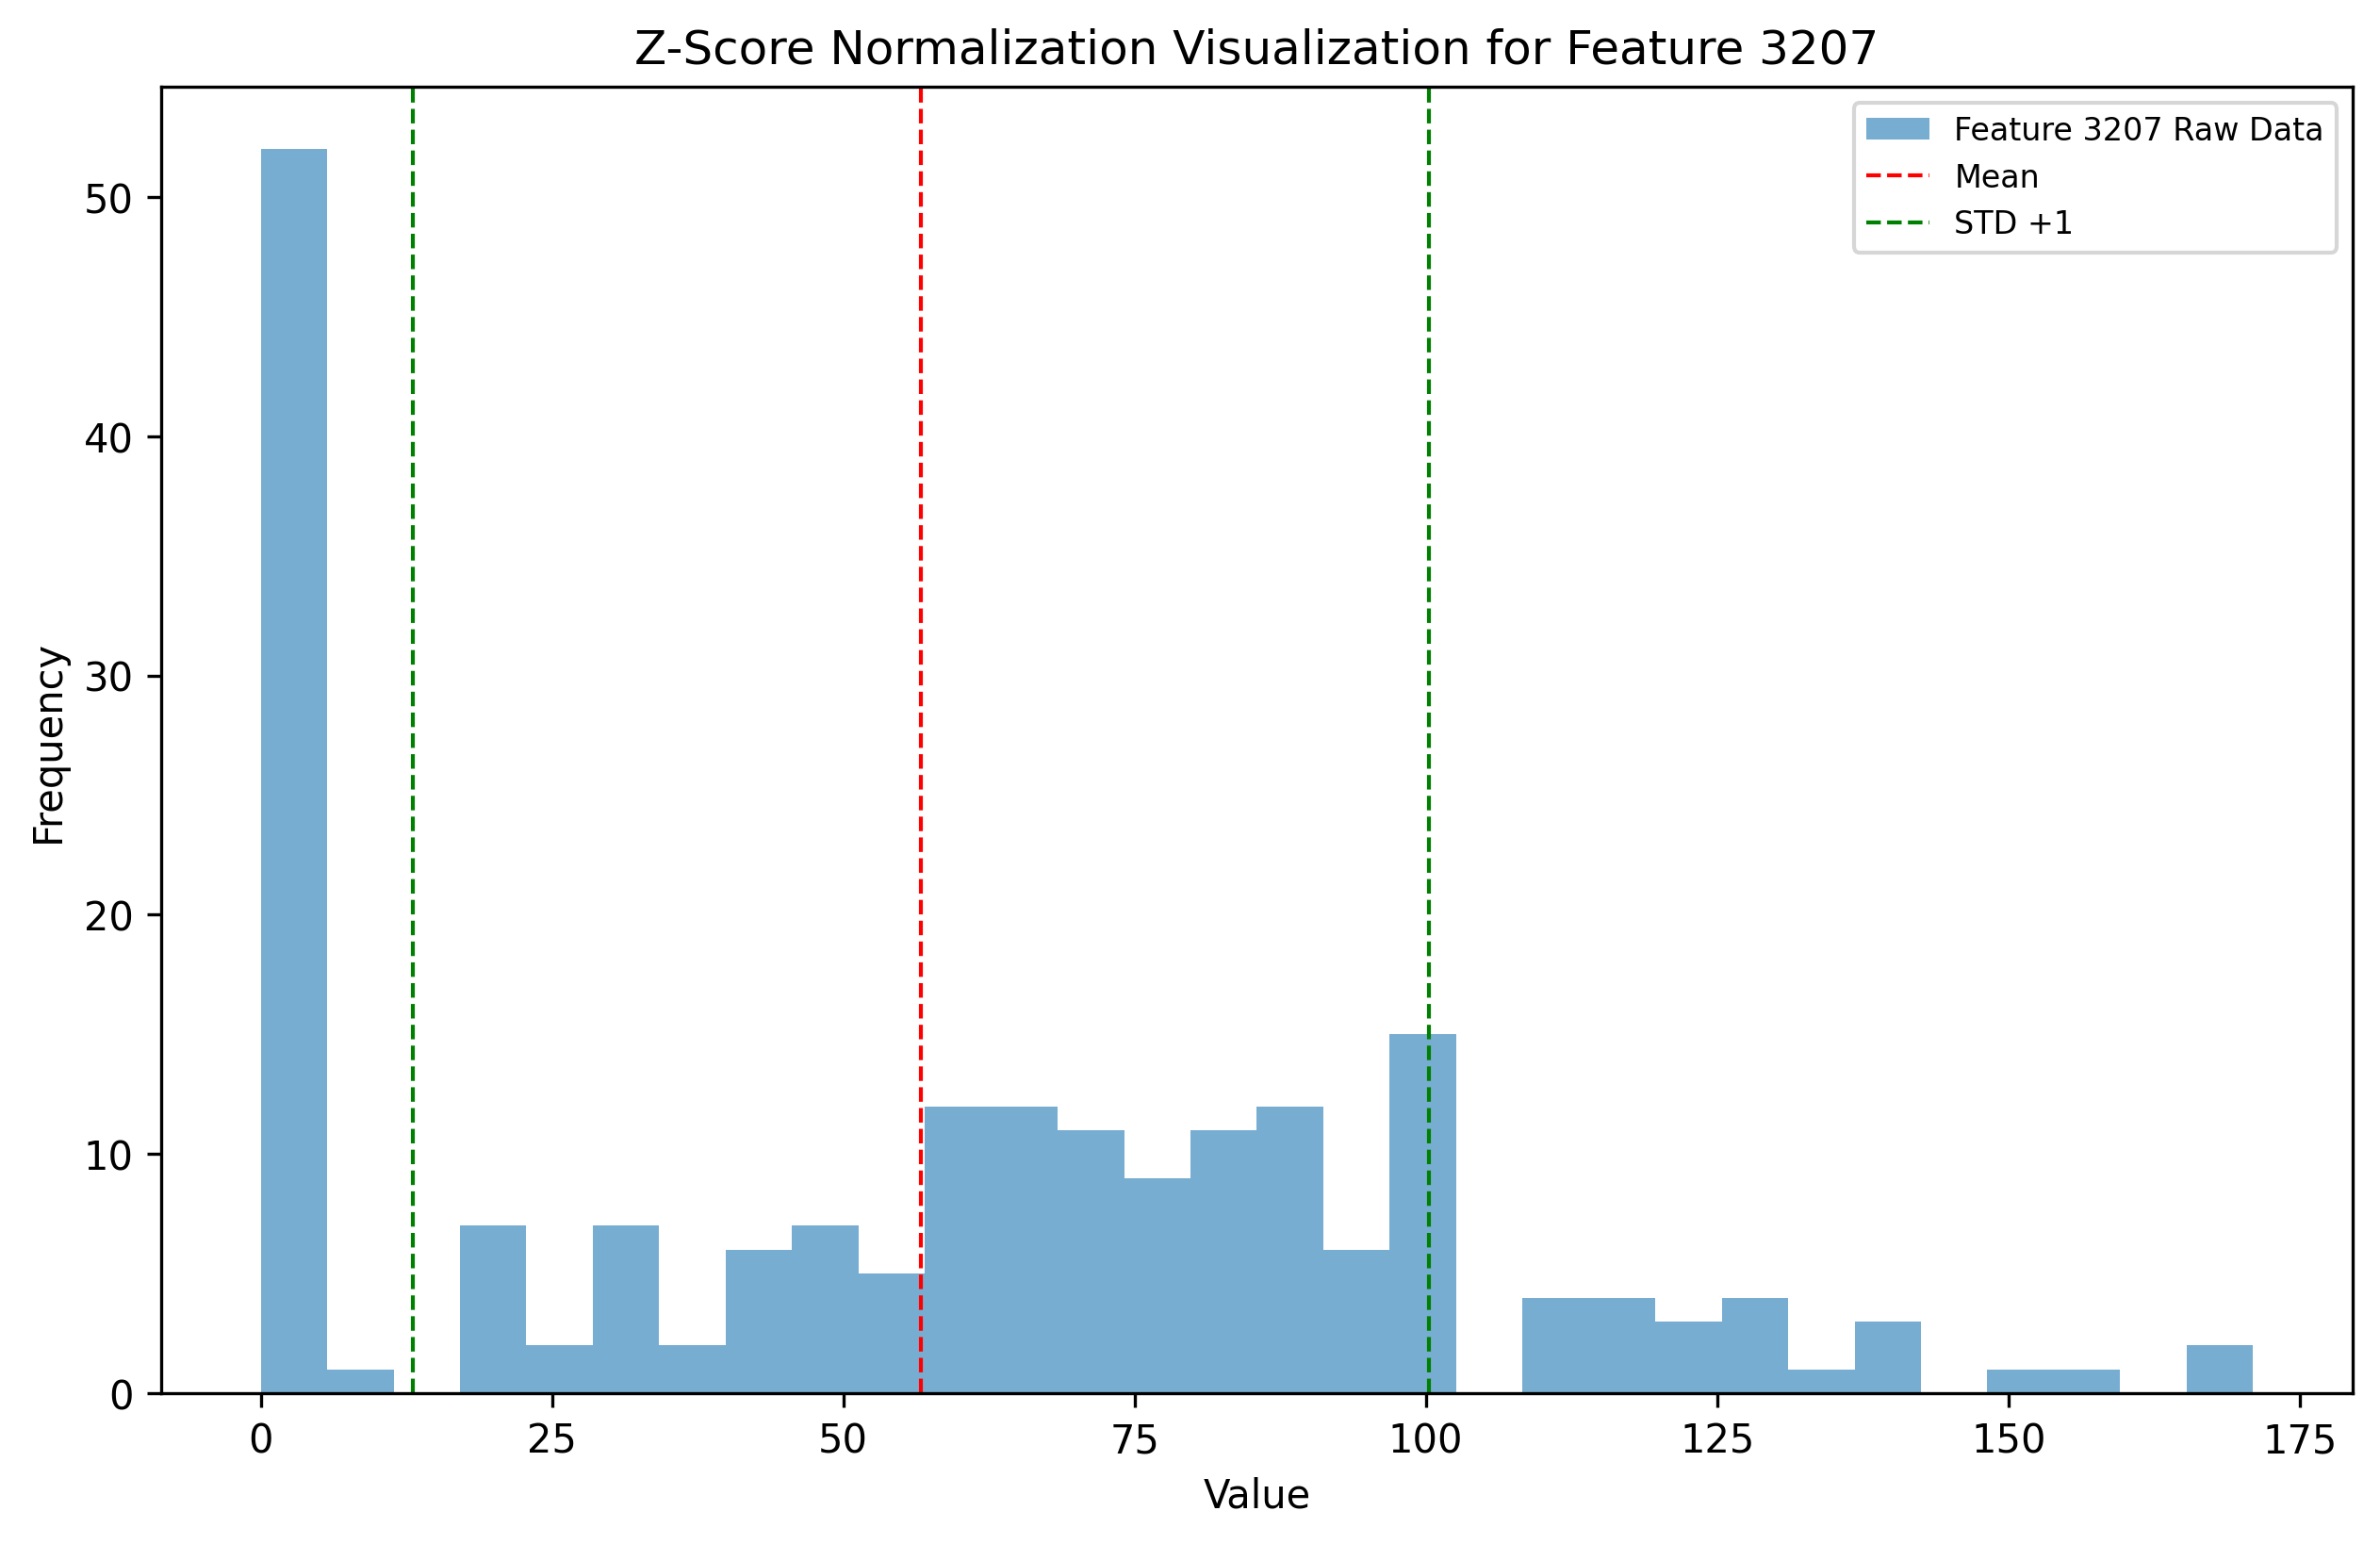 Z-Score Normalization Visualization for Feature 3207
Feature 3207 Raw Data
Mean
STD +1
50
40
30
20
10
0
Frequency
0 25 50 75 100 125 150 175
Value